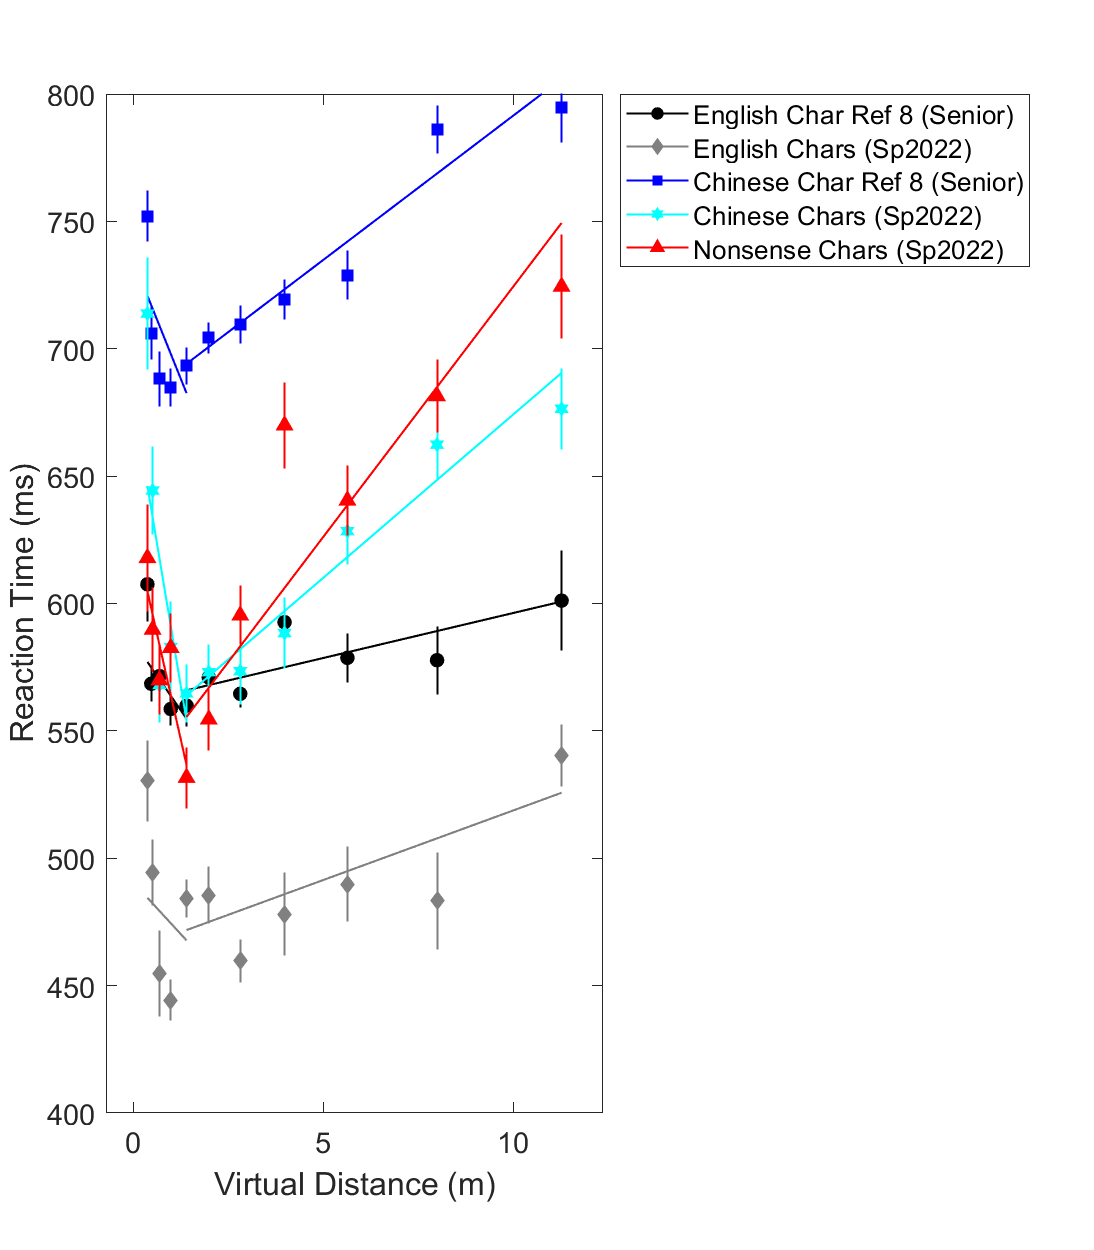 800
750
700
650
600
550
500
450
400
0
5
10
Reaction Time (ms)
Virtual Distance (m)
English Char Ref 8 (Senior)
English Chars (Sp2022)
Chinese Char Ref 8 (Senior)
Chinese Chars (Sp2022)
Nonsense Chars (Sp2022)